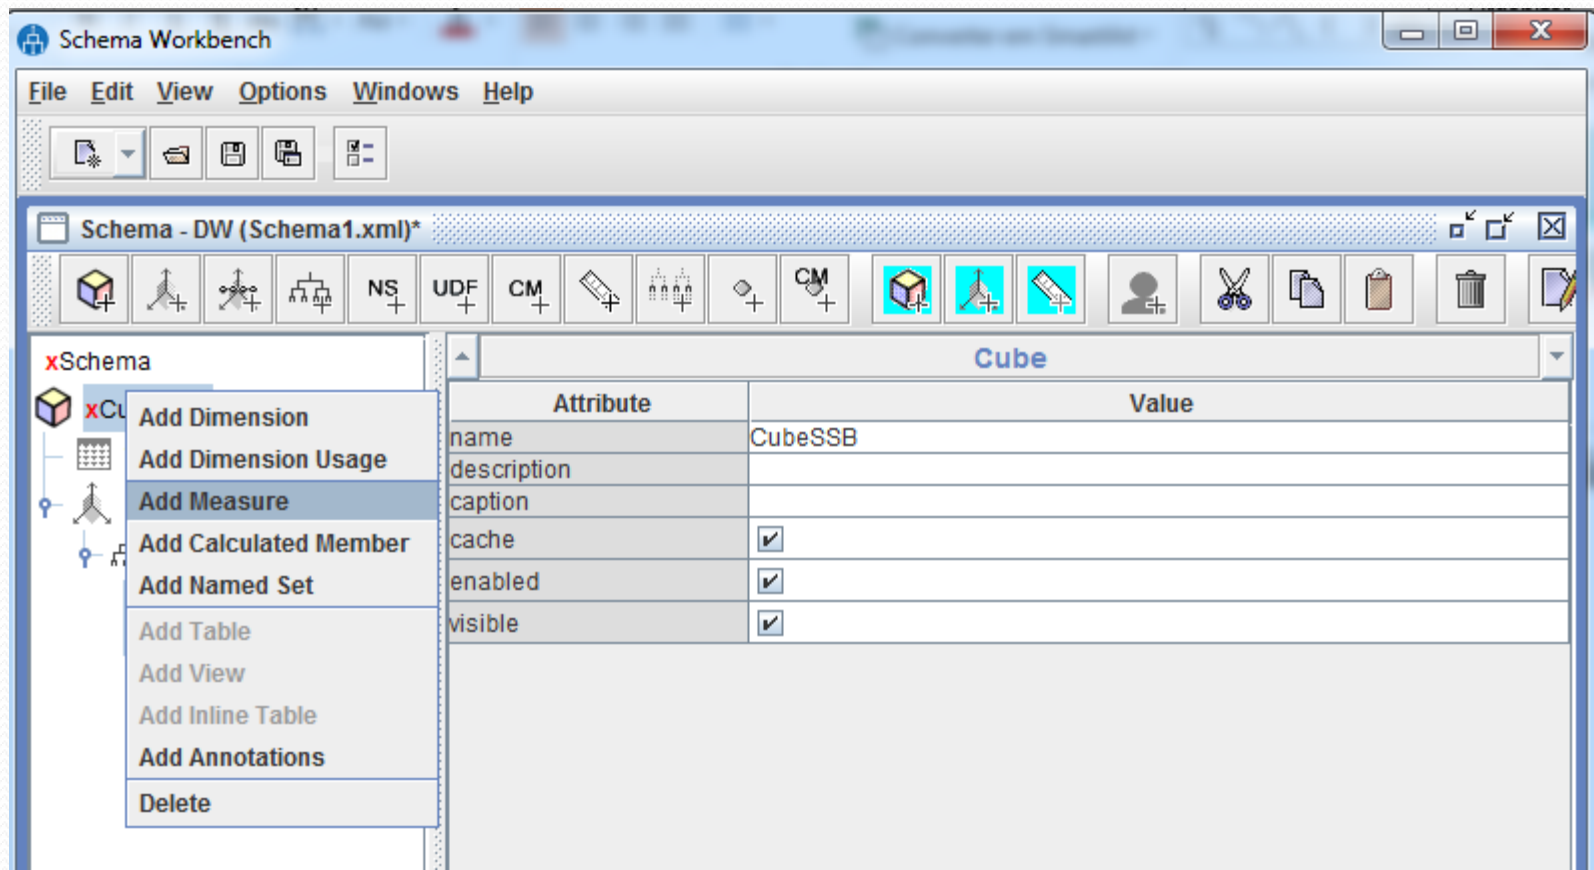 Schema Workbench
File Edit View Options Windows Help
Schema - DW (Schema1.xml)*
NS UDF CM CM
xSchema
Cube
xCu
Attribute Value
name CubeSSB
description
caption
cache
enabled
visible
Add Dimension
Add Dimension Usage
Add Measure
Add Calculated Member
Add Named Set
Add Table
Add View
Add Inline Table
Add Annotations
Delete